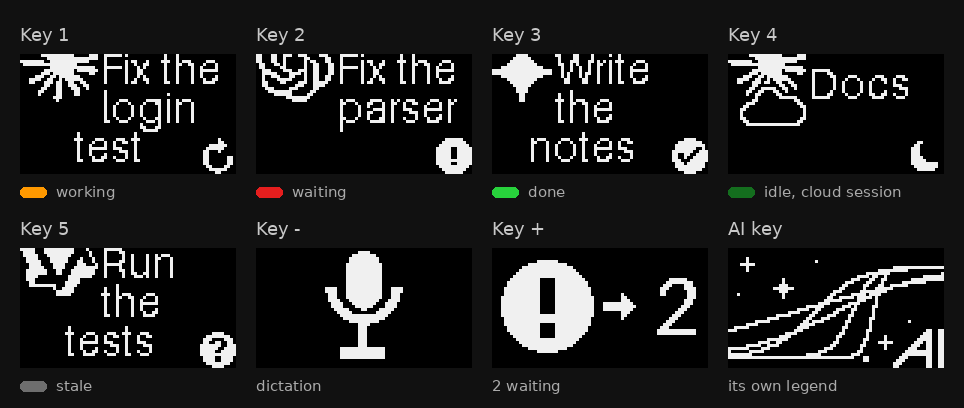 Key 1
Key 2
Key 3
Key 4
Fix the
login
test
Fix the
parser
!
Write
the
notes
Docs
working
waiting
done
idle, cloud session
Key 5
Key -
Key +
AI key
Run
the
tests
?
! 2
AI
stale
dictation
2 waiting
its own legend